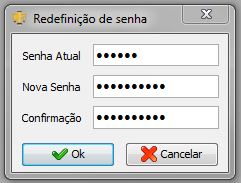 Redefinição de senha
Senha Atual ••••••
Nova Senha ••••••••••
Confirmação ••••••••••
Ok Cancelar